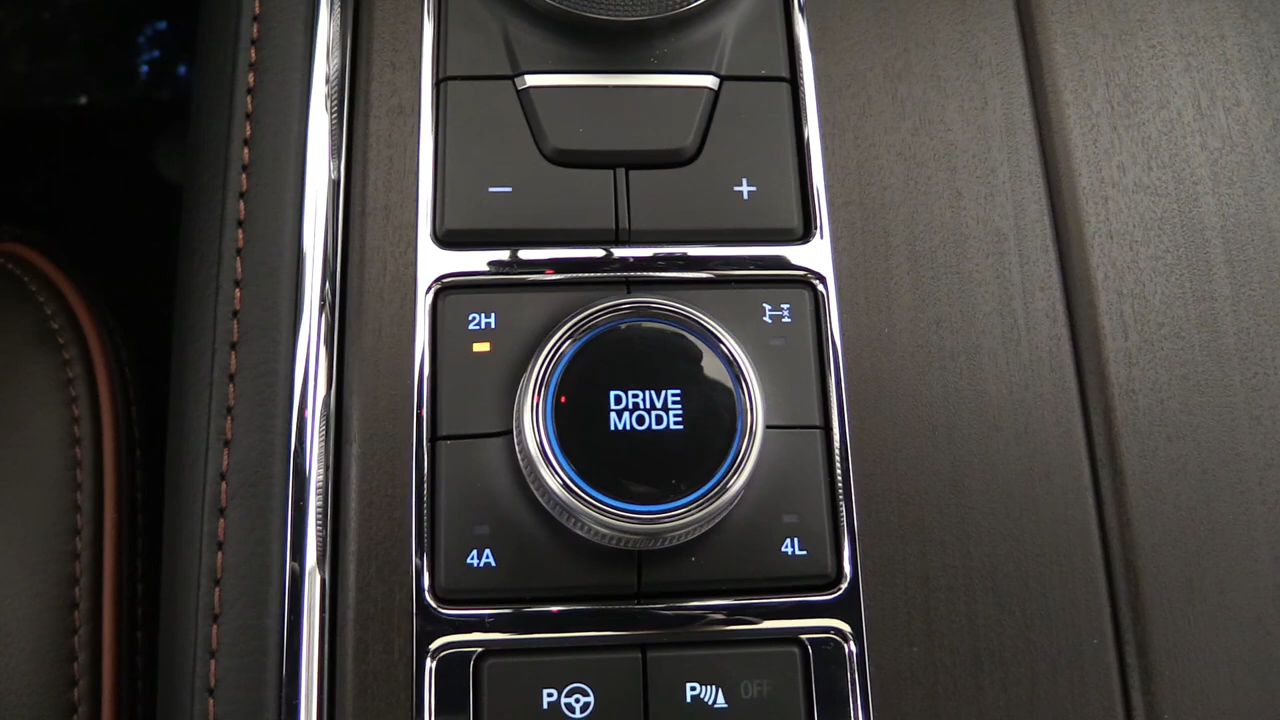 − +
2H
DRIVE
MODE
4A 4L
P P OFF